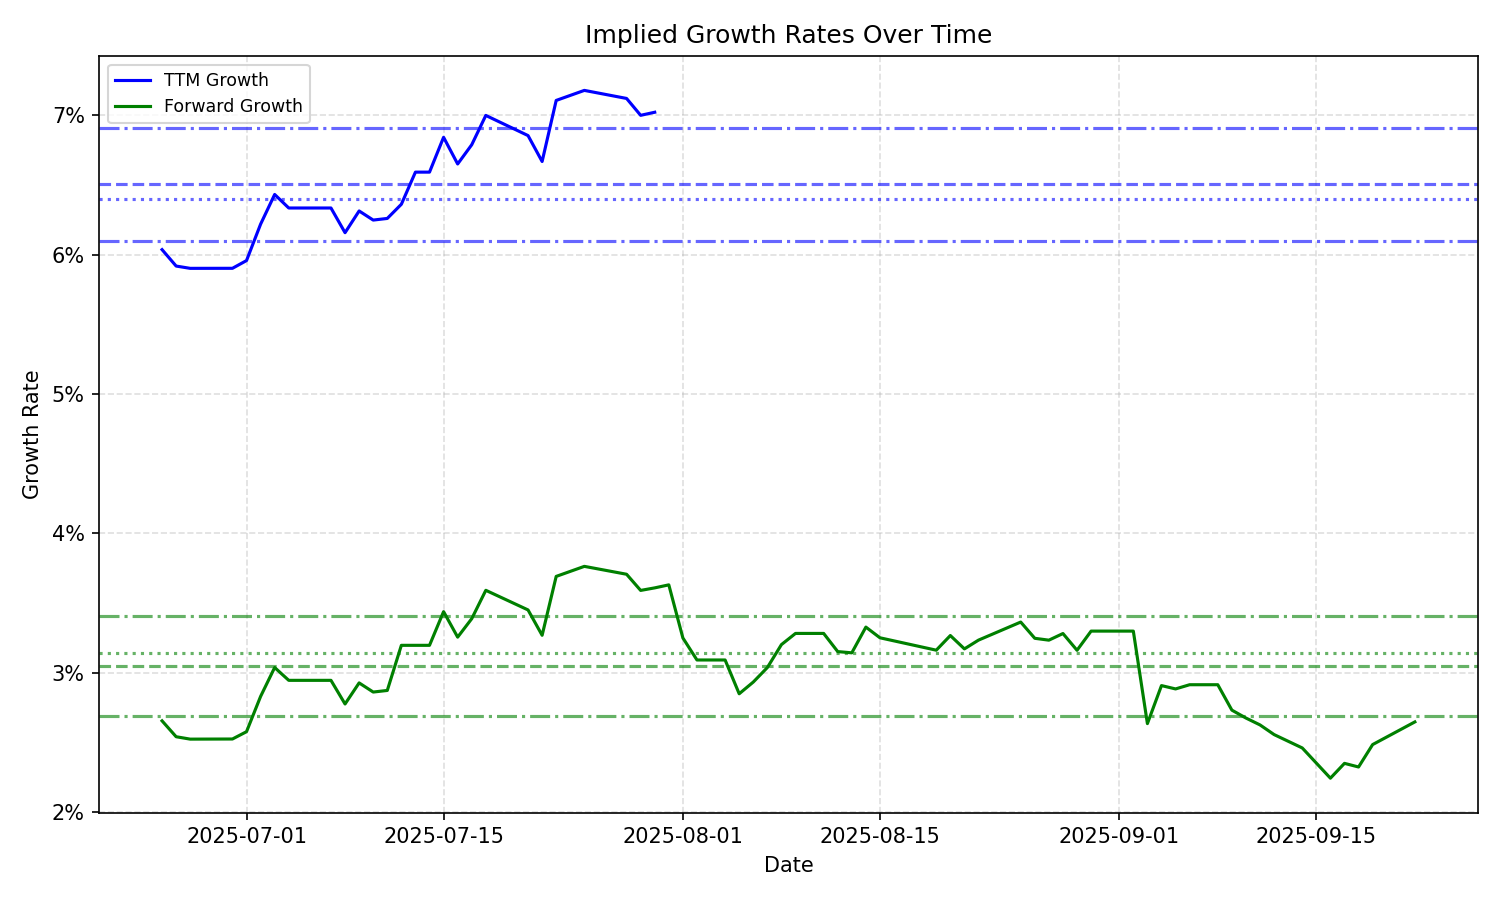 Implied Growth Rates Over Time
TTM Growth
Forward Growth
7%
6%
5%
4%
3%
2%
Growth Rate
2025-07-01
2025-07-15
2025-08-01
2025-08-15
2025-09-01
2025-09-15
Date